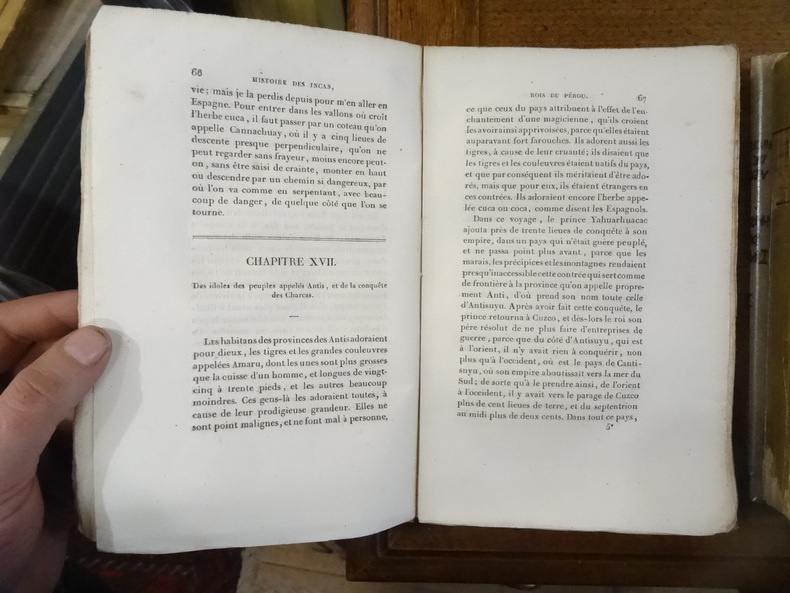 66
HISTOIRE DES INCAS,
vie; mais je la perdis depuis pour m'en aller en
Espagne. Pour entrer dans les vallons où croît
l'herbe cuca, il faut passer par un coteau qu'on
appelle Cannachuay, où il y a cinq lieues de
descente presque perpendiculaire, qu'on ne
peut regarder sans frayeur, moins encore peut-
on, sans être saisi de crainte, monter en haut
ou descendre par un chemin si dangereux, par
où l'on va comme en serpentant, avec beau-
coup de danger, de quelque côté que l'on se
tourne.
CHAPITRE XVII.
Des idoles des peuples appelés Antis, et de la conquête
des Charcas.
Les habitans des provinces des Antis adoraient
pour dieux, les tigres et les grandes couleuvres
appelées Amaru, dont les unes sont plus grosses
que la cuisse d'un homme, et longues de vingt-
cinq à trente pieds, et les autres beaucoup
moindres. Ces gens-là les adoraient toutes, à
cause de leur prodigieuse grandeur. Elles ne
sont point malignes, et ne font mal à personne,
ROIS DU PÉROU.
67
ce que ceux du pays attribuent à l'effet de l'en-
chantement d'une magicienne, qu'ils croient
les avoir ainsi apprivoisées, parce qu'elles étaient
auparavant fort farouches. Ils adorent aussi les
tigres, à cause de leur cruauté; ils disaient que
les tigres et les couleuvres étaient natifs du pays,
et que par conséquent ils méritaient d'être ado-
rés, mais que pour eux, ils étaient étrangers en
ces contrées. Ils adoraient encore l'herbe appe-
lée cuca ou coca, comme disent les Espagnols.
Dans ce voyage, le prince Yahuarhuacac
ajouta près de trente lieues de conquête à son
empire, dans un pays qui n'était guère peuplé,
et ne passa point plus avant, parce que les
marais, les précipices et les montagnes rendaient
presqu'inaccessible cette contrée qui sert comme
de frontière à la province qu'on appelle propre-
ment Anti, d'où prend son nom toute celle
d'Antisuyu. Après avoir fait cette conquête, le
prince retourna à Cuzco, et dès-lors le roi son
père résolut de ne plus faire d'entreprises de
guerre, parce que du côté d'Antisuyu, qui est
à l'orient, il n'y avait rien à conquérir, non
plus qu'à l'occident, où est le pays de Canti-
suyu, où son empire aboutissait vers la mer du
Sud; de sorte qu'à le prendre ainsi, de l'orient
à l'occident, il y avait vers le parage de Cuzco
plus de cent lieues de terre, et du septentrion
au midi plus de deux cents. Dans tout ce pays,
5*